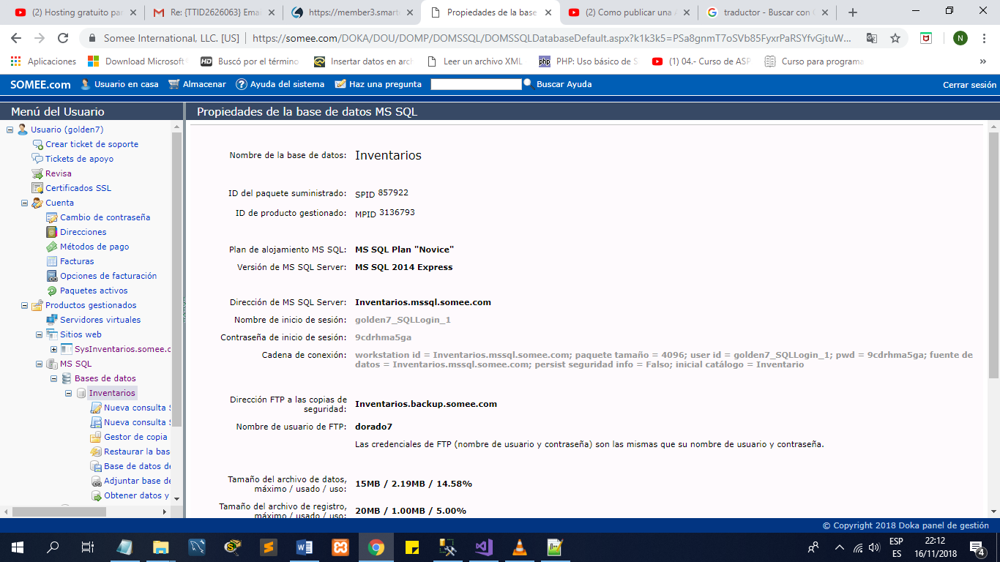 (2) Hosting gratuito par
Re: {TTID2626063} Emai
https://member3.smart
Propiedades de la base
(2) Como publicar una A
traductor - Buscar con G
Somee International, LLC. [US] | https://somee.com/DOKA/DOU/DOMP/DOMSSQL/DOMSSQLDatabaseDefault.aspx?k1k3k5=PSa8gnmT7oSVb85FyxrPaRSYfvGjtuW...
N
Aplicaciones
Download Microsoft
Buscó por el término
Insertar datos en arch
Leer un archivo XML
PHP: Uso básico de S
(1) 04.- Curso de ASP
Curso para programa
»
SOMEE.com
Usuario en casa
Almacenar
Ayuda del sistema
Haz una pregunta
Buscar Ayuda
Cerrar sesión
Menú del Usuario
Propiedades de la base de datos MS SQL
Usuario (golden7)
Crear ticket de soporte
Tickets de apoyo
Revisa
Certificados SSL
Cuenta
Cambio de contraseña
Direcciones
Métodos de pago
Facturas
Opciones de facturación
Paquetes activos
Productos gestionados
Servidores virtuales
Sitios web
SysInventarios.somee.c
MS SQL
Bases de datos
Inventarios
Nueva consulta S
Nueva consulta S
Gestor de copia
Restaurar la bas
Base de datos de
Adjuntar base de
Obtener datos y
Nombre de la base de datos: Inventarios
ID del paquete suministrado: SPID 857922
ID de producto gestionado: MPID 3136793
Plan de alojamiento MS SQL: MS SQL Plan "Novice"
Versión de MS SQL Server: MS SQL 2014 Express
Dirección de MS SQL Server: Inventarios.mssql.somee.com
Nombre de inicio de sesión: golden7_SQLLogin_1
Contraseña de inicio de sesión: 9cdrhma5ga
Cadena de conexión: workstation id = Inventarios.mssql.somee.com; paquete tamaño = 4096; user id = golden7_SQLLogin_1; pwd = 9cdrhma5ga; fuente de
datos = Inventarios.mssql.somee.com; persist seguridad info = Falso; inicial catálogo = Inventario
Dirección FTP a las copias de
seguridad: Inventarios.backup.somee.com
Nombre de usuario de FTP: dorado7
Las credenciales de FTP (nombre de usuario y contraseña) son las mismas que su nombre de usuario y contraseña.
Tamaño del archivo de datos,
máximo / usado / uso: 15MB / 2.19MB / 14.58%
Tamaño del archivo de registro,
máximo / usado / uso: 20MB / 1.00MB / 5.00%
© Copyright 2018 Doka panel de gestión
ESP
ES
22:12
16/11/2018
4